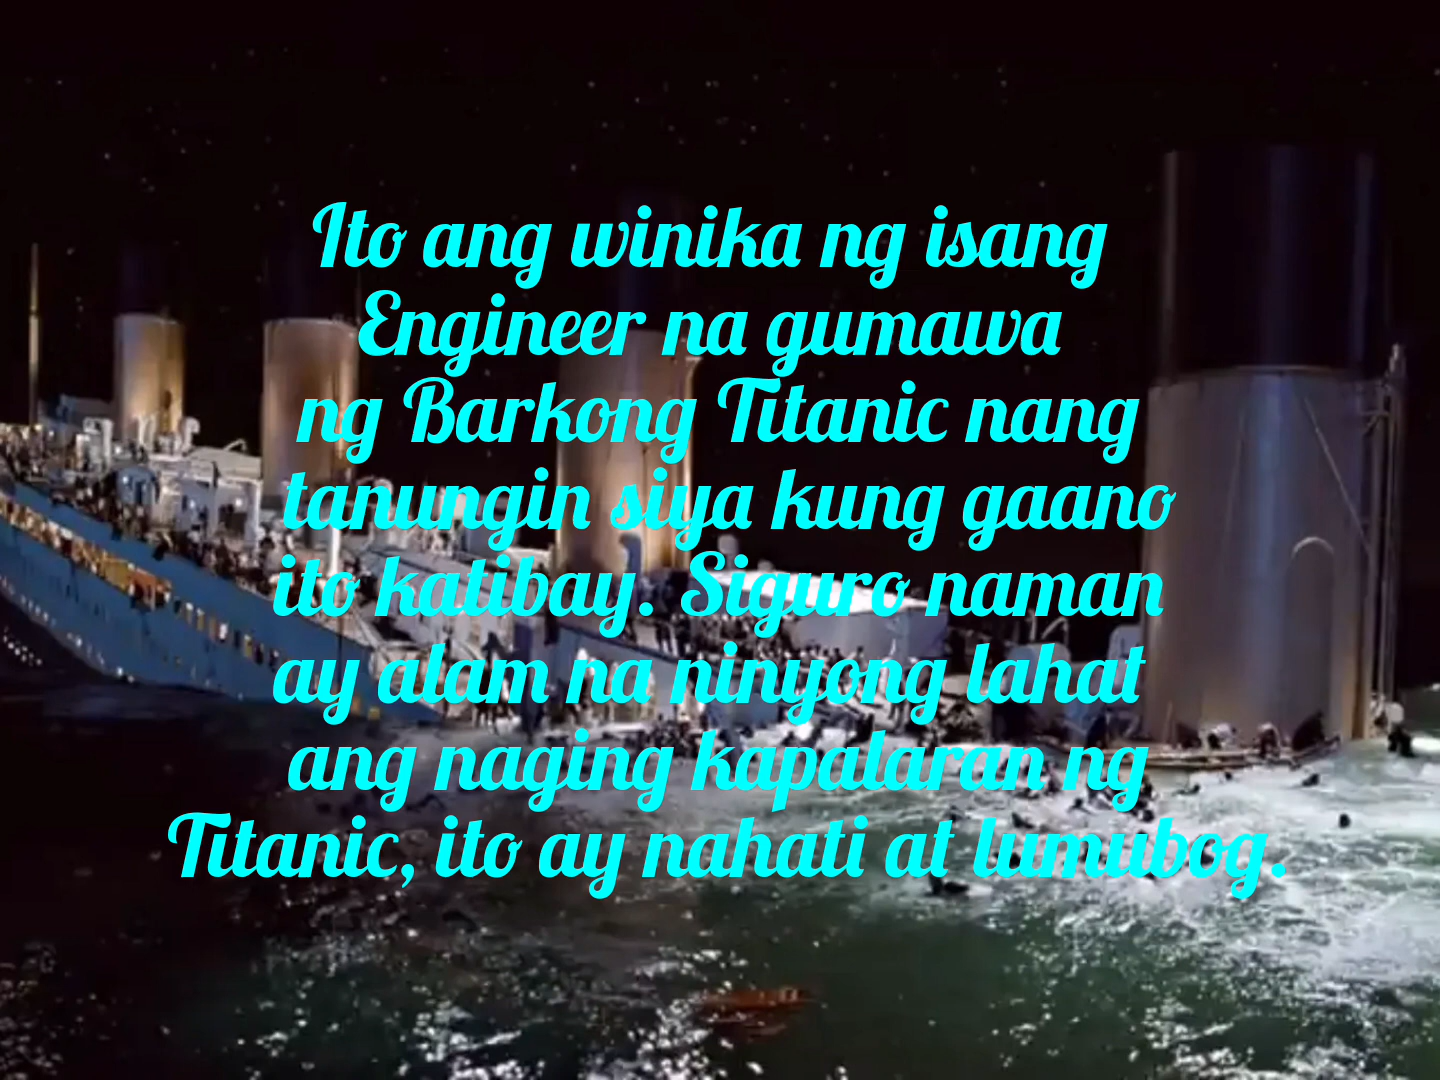 Ito ang winika ng isang
Engineer na gumawa
ng Barkong Titanic nang
tanungin siya kung gaano
ito katibay. Siguro naman
ay alam na ninyong lahat
ang naging kapalaran ng
Titanic, ito ay nahati at lumubog.